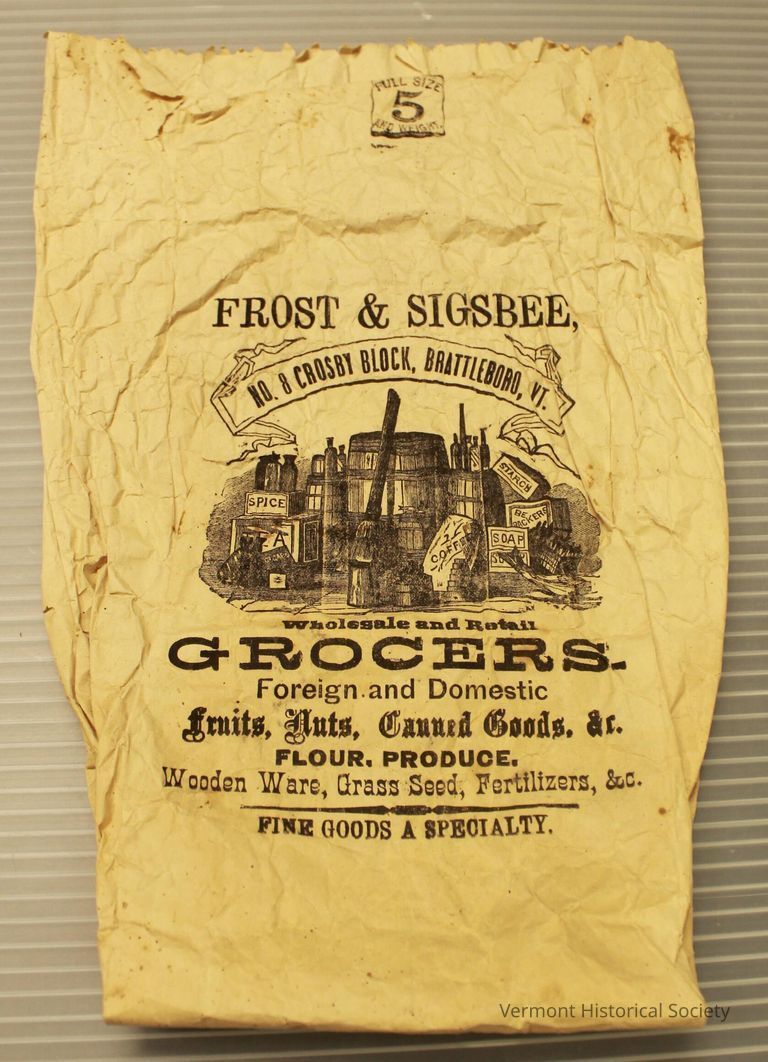 FULL SIZE
5
AND WEIGHT
FROST & SIGSBEE,
NO. 8 CROSBY BLOCK, BRATTLEBORO, VT.
STARCH
SPICE
TEA
COFFEE
SOAP
Wholesale and Retail
GROCERS.
Foreign and Domestic
Fruits, Nuts, Canned Goods, &c.
FLOUR, PRODUCE,
Wooden Ware, Grass Seed, Fertilizers, &c.
FINE GOODS A SPECIALTY.
Vermont Historical Society